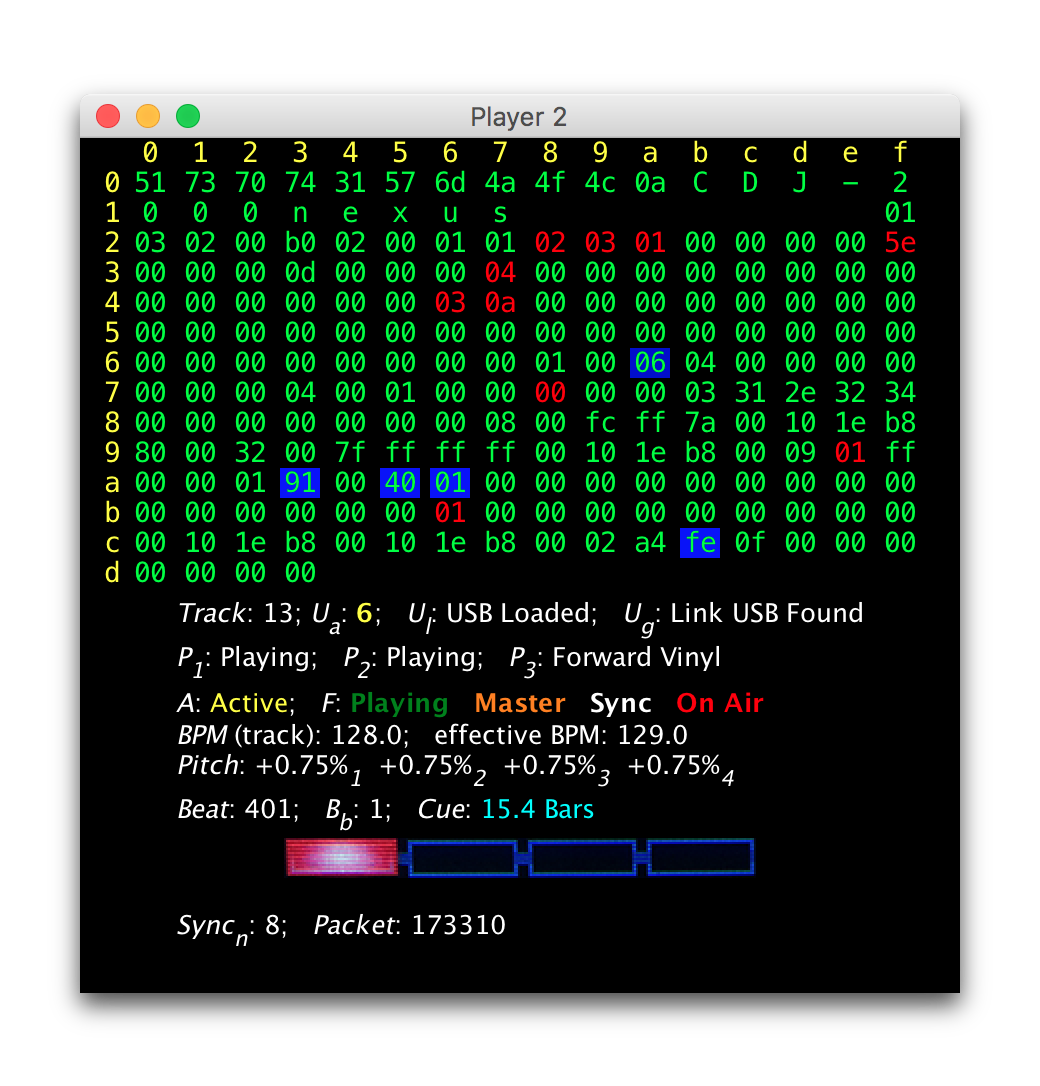 Player 2
0 1 2 3 4 5 6 7 8 9 a b c d e f
0 51 73 70 74 31 57 6d 4a 4f 4c 0a C D J – 2
1 0 0 0 n e x u s 01
2 03 02 00 b0 02 00 01 01 02 03 01 00 00 00 00 5e
3 00 00 00 0d 00 00 00 04 00 00 00 00 00 00 00 00
4 00 00 00 00 00 00 03 0a 00 00 00 00 00 00 00 00
5 00 00 00 00 00 00 00 00 00 00 00 00 00 00 00 00
6 00 00 00 00 00 00 00 00 01 00 06 04 00 00 00 00
7 00 00 00 04 00 01 00 00 00 00 00 03 31 2e 32 34
8 00 00 00 00 00 00 00 08 00 fc ff 7a 00 10 1e b8
9 80 00 32 00 7f ff ff ff 00 10 1e b8 00 09 01 ff
a 00 00 01 91 00 40 01 00 00 00 00 00 00 00 00 00
b 00 00 00 00 00 00 01 00 00 00 00 00 00 00 00 00
c 00 10 1e b8 00 10 1e b8 00 02 a4 fe 0f 00 00 00
d 00 00 00 00
Track: 13; Ua: 6; Ul: USB Loaded; Ug: Link USB Found
P1: Playing; P2: Playing; P3: Forward Vinyl
A: Active; F: Playing Master Sync On Air
BPM (track): 128.0; effective BPM: 129.0
Pitch: +0.75%1 +0.75%2 +0.75%3 +0.75%4
Beat: 401; Bb: 1; Cue: 15.4 Bars
Syncn: 8; Packet: 173310